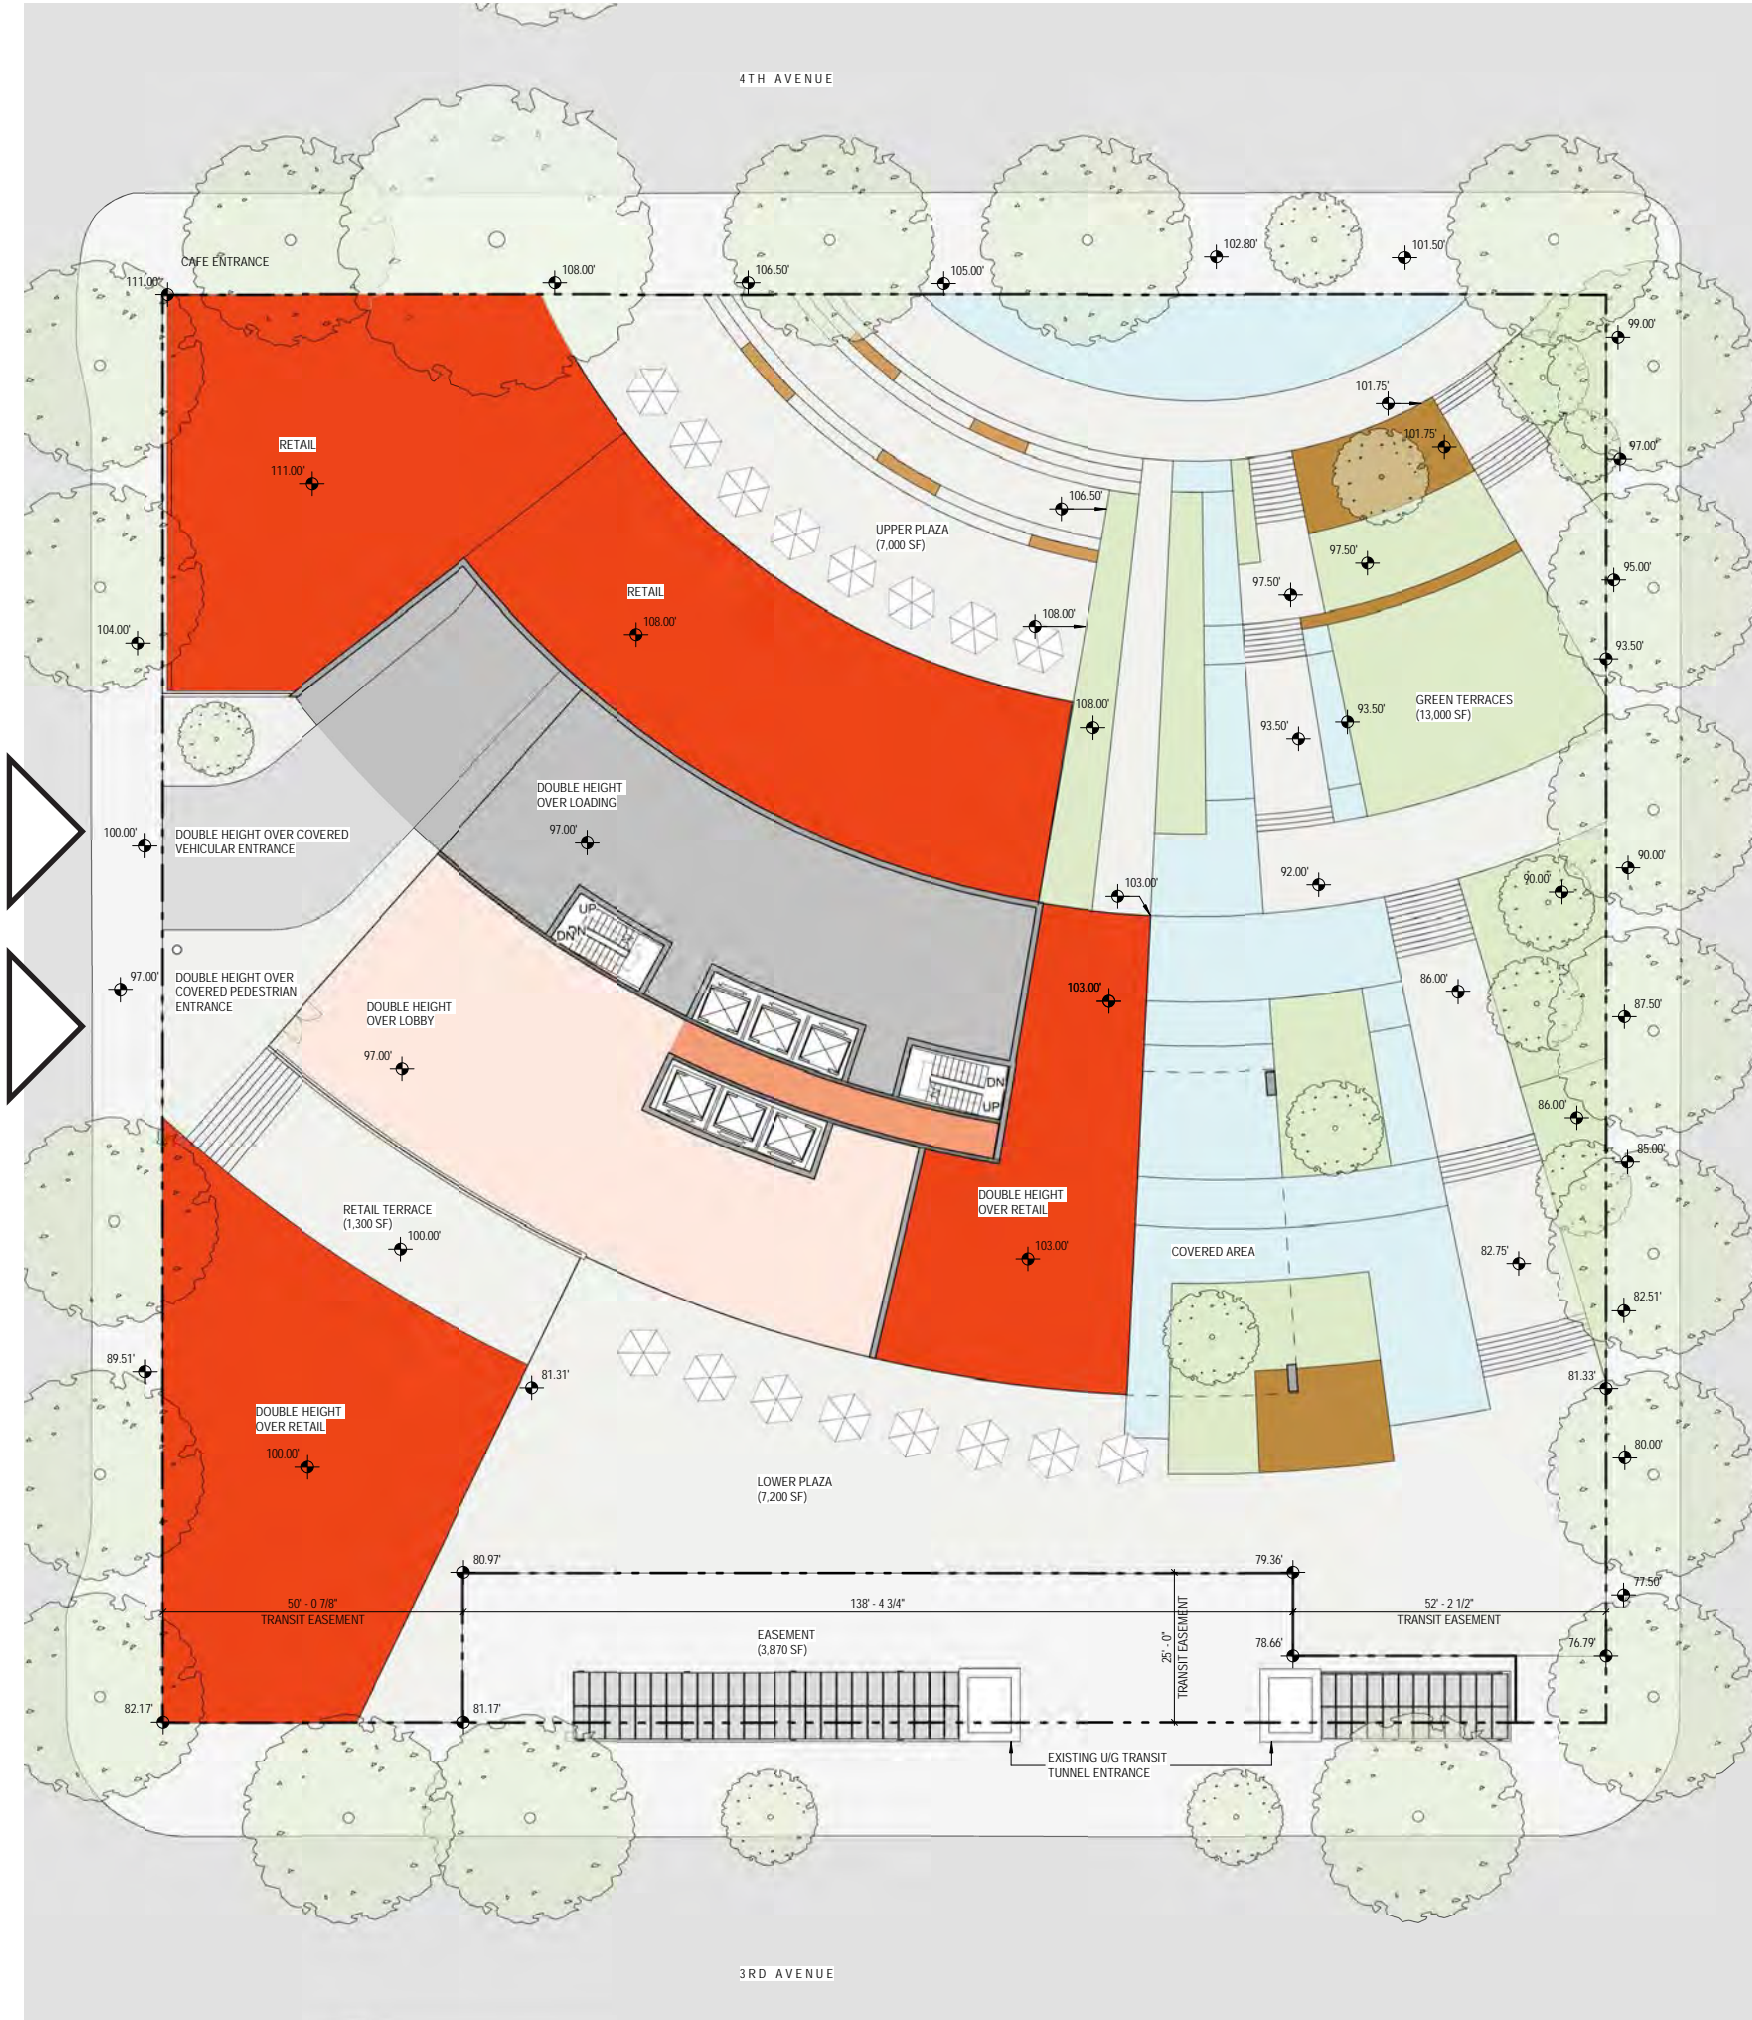 4TH AVENUE
CAFE ENTRANCE
111.00'
108.00'
106.50'
105.00'
102.80'
101.50'
99.00'
101.75'
101.75'
97.00'
RETAIL
111.00'
106.50'
UPPER PLAZA
(7,000 SF)
97.50'
97.50'
95.00'
RETAIL
108.00'
108.00'
104.00'
93.50'
108.00'
93.50'
93.50'
GREEN TERRACES
(13,000 SF)
DOUBLE HEIGHT
OVER LOADING
97.00'
100.00'
DOUBLE HEIGHT OVER COVERED
VEHICULAR ENTRANCE
103.00'
92.00'
90.00'
90.00'
UP
DN
DN
97.00'
DOUBLE HEIGHT OVER
COVERED PEDESTRIAN
ENTRANCE
DOUBLE HEIGHT
OVER LOBBY
97.00'
103.00'
86.00'
87.50'
DN
UP
86.00'
85.00'
DOUBLE HEIGHT
OVER RETAIL
103.00'
RETAIL TERRACE
(1,300 SF)
100.00'
COVERED AREA
82.75'
82.51'
89.51'
81.31'
81.33'
DOUBLE HEIGHT
OVER RETAIL
100.00'
LOWER PLAZA
(7,200 SF)
80.00'
80.97'
79.36'
77.50'
50' - 0 7/8"
TRANSIT EASEMENT
138' - 4 3/4"
25' - 0"
TRANSIT EASEMENT
52' - 2 1/2"
TRANSIT EASEMENT
EASEMENT
(3,870 SF)
78.66'
76.79'
82.17'
81.17'
EXISTING U/G TRANSIT
TUNNEL ENTRANCE
3RD AVENUE